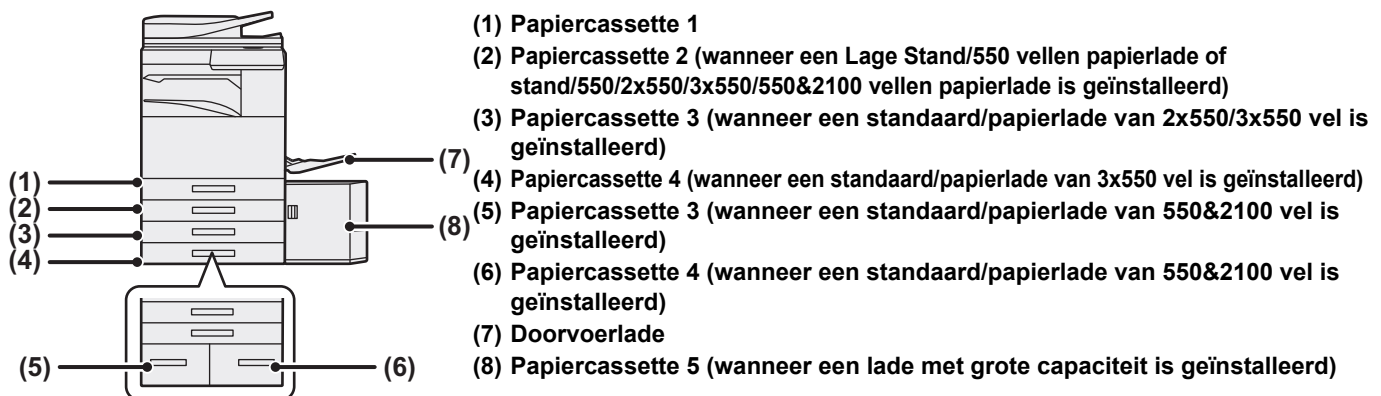 (1) Papiercassette 1
(2) Papiercassette 2 (wanneer een Lage Stand/550 vellen papierlade of
stand/550/2x550/3x550/550&2100 vellen papierlade is geïnstalleerd)
(3) Papiercassette 3 (wanneer een standaard/papierlade van 2x550/3x550 vel is
geïnstalleerd)
(4) Papiercassette 4 (wanneer een standaard/papierlade van 3x550 vel is geïnstalleerd)
(5) Papiercassette 3 (wanneer een standaard/papierlade van 550&2100 vel is
geïnstalleerd)
(6) Papiercassette 4 (wanneer een standaard/papierlade van 550&2100 vel is
geïnstalleerd)
(7) Doorvoerlade
(8) Papiercassette 5 (wanneer een lade met grote capaciteit is geïnstalleerd)
(1)
(2)
(3)
(4)
(7)
(8)
(5)
(6)